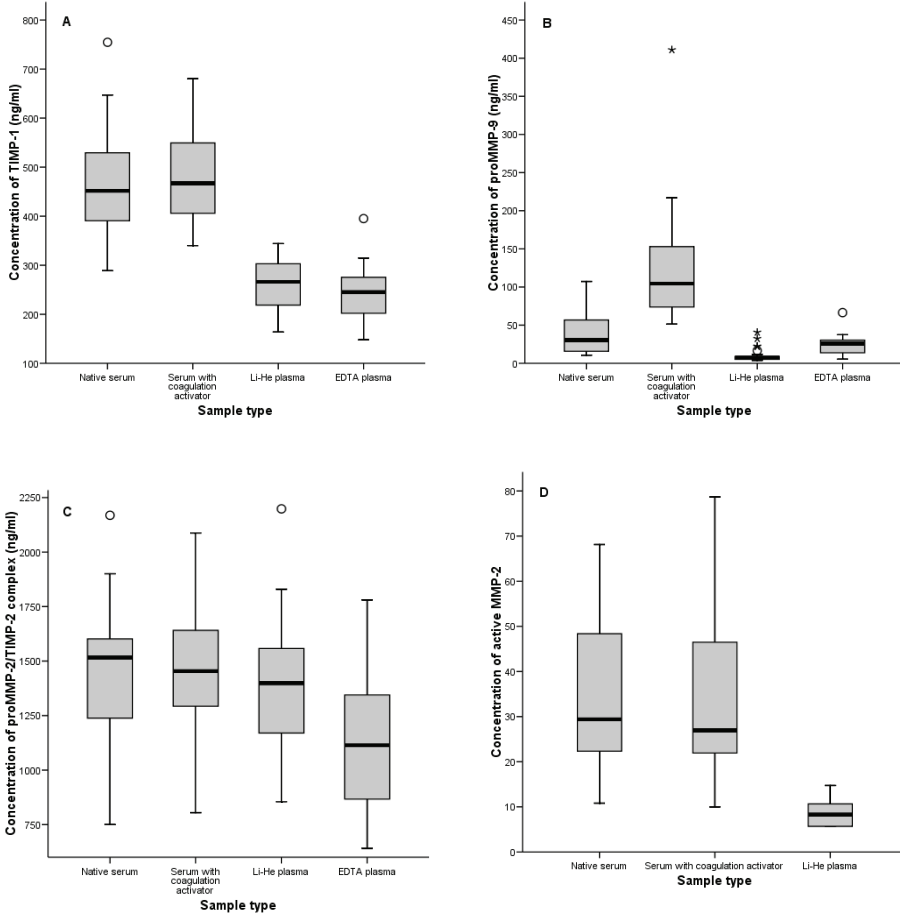 A
Concentration of TIMP-1 (ng/ml)
800
700
600
500
400
300
200
100
Native serum
Serum with
coagulation
activator
Li-He plasma
EDTA plasma
Sample type
B
Concentration of proMMP-9 (ng/ml)
450
400
350
300
250
200
150
100
50
0
Native serum
Serum with
coagulation
activator
Li-He plasma
EDTA plasma
Sample type
C
Concentration of proMMP-2/TIMP-2 complex (ng/ml)
2250
2000
1750
1500
1250
1000
750
Native serum
Serum with
coagulation
activator
Li-He plasma
EDTA plasma
Sample type
D
Concentration of active MMP-2
80
70
60
50
40
30
20
10
0
Native serum
Serum with coagulation activator
Li-He plasma
Sample type